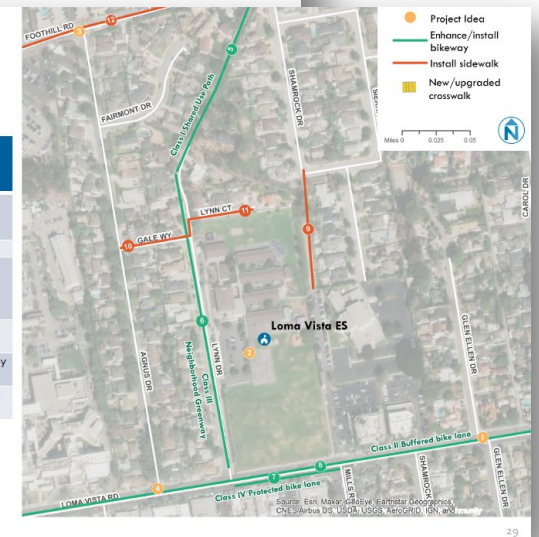 FOOTHILL RD
12
3
Project Idea
Enhance/install
bikeway
Install sidewalk
New/upgraded
crosswalk
Miles 0
0.025
0.05
N
5
FAIRMONT DR
Class I Shared Use Path
SHAMROCK DR
CAROL DR
LYNN CT
11
10
GALE WY
9
Loma Vista ES
2
6
Class III
Neighborhood Greenway
LYNN DR
AGNUS DR
GLEN ELLEN DR
Class II Buffered bike lane
1
8
7
Class IV Protected bike lane
4
LOMA VISTA RD
MILLS R
SHAMROCK
GLEN ELLEN DR
Source: Esri, Maxar, GeoEye, Earthstar Geographics,
CNES/Airbus DS, USDA, USGS, AeroGRID, IGN, and
y
29